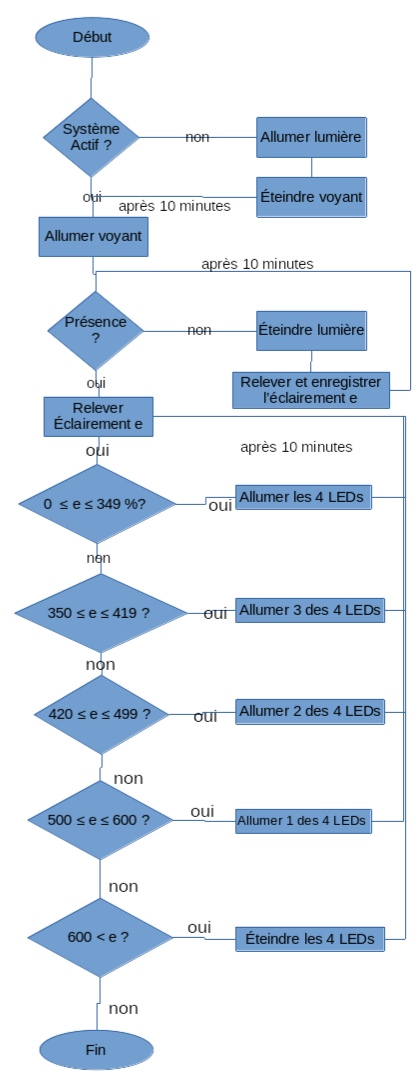 Début
Système
Actif ?
non
Allumer lumière
oui
après 10 minutes
Éteindre voyant
Allumer voyant
après 10 minutes
Présence
?
non
Éteindre lumière
oui
Relever et enregistrer
l'éclairement e
Relever
Éclairement e
après 10 minutes
oui
0 ≤ e ≤ 349 %?
oui
Allumer les 4 LEDs
non
350 ≤ e ≤ 419 ?
oui
Allumer 3 des 4 LEDs
non
420 ≤ e ≤ 499 ?
oui
Allumer 2 des 4 LEDs
non
500 ≤ e ≤ 600 ?
oui
Allumer 1 des 4 LEDs
non
600 < e ?
oui
Éteindre les 4 LEDs
non
Fin